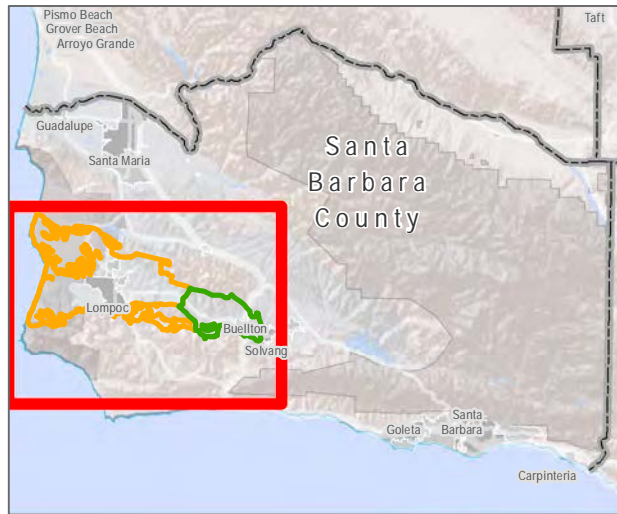 Pismo Beach
Grover Beach
Arroyo Grande
Taft
Guadalupe
Santa Maria
Santa
Barbara
County
Lompoc
Buellton
Solvang
Goleta
Santa
Barbara
Carpinteria